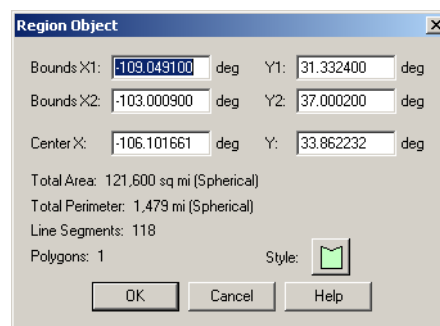 Region Object
Bounds X1: -109.049100 deg Y1: 31.332400 deg
Bounds X2: -103.000900 deg Y2: 37.000200 deg
Center X: -106.101661 deg Y: 33.862232 deg
Total Area: 121,600 sq mi (Spherical)
Total Perimeter: 1,479 mi (Spherical)
Line Segments: 118
Polygons: 1 Style:
OK Cancel Help